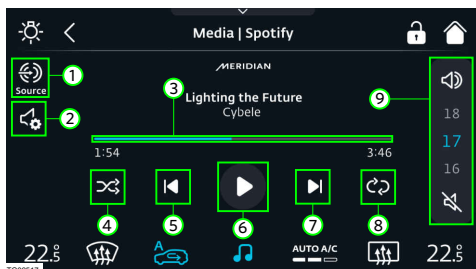 Media | Spotify
MERIDIAN
1
Source
3
Lighting the Future
9
Cybele
18
2
17
1:54
3:46
16
4
5
6
7
8
22.5°
A
AUTO A/C
22.5°